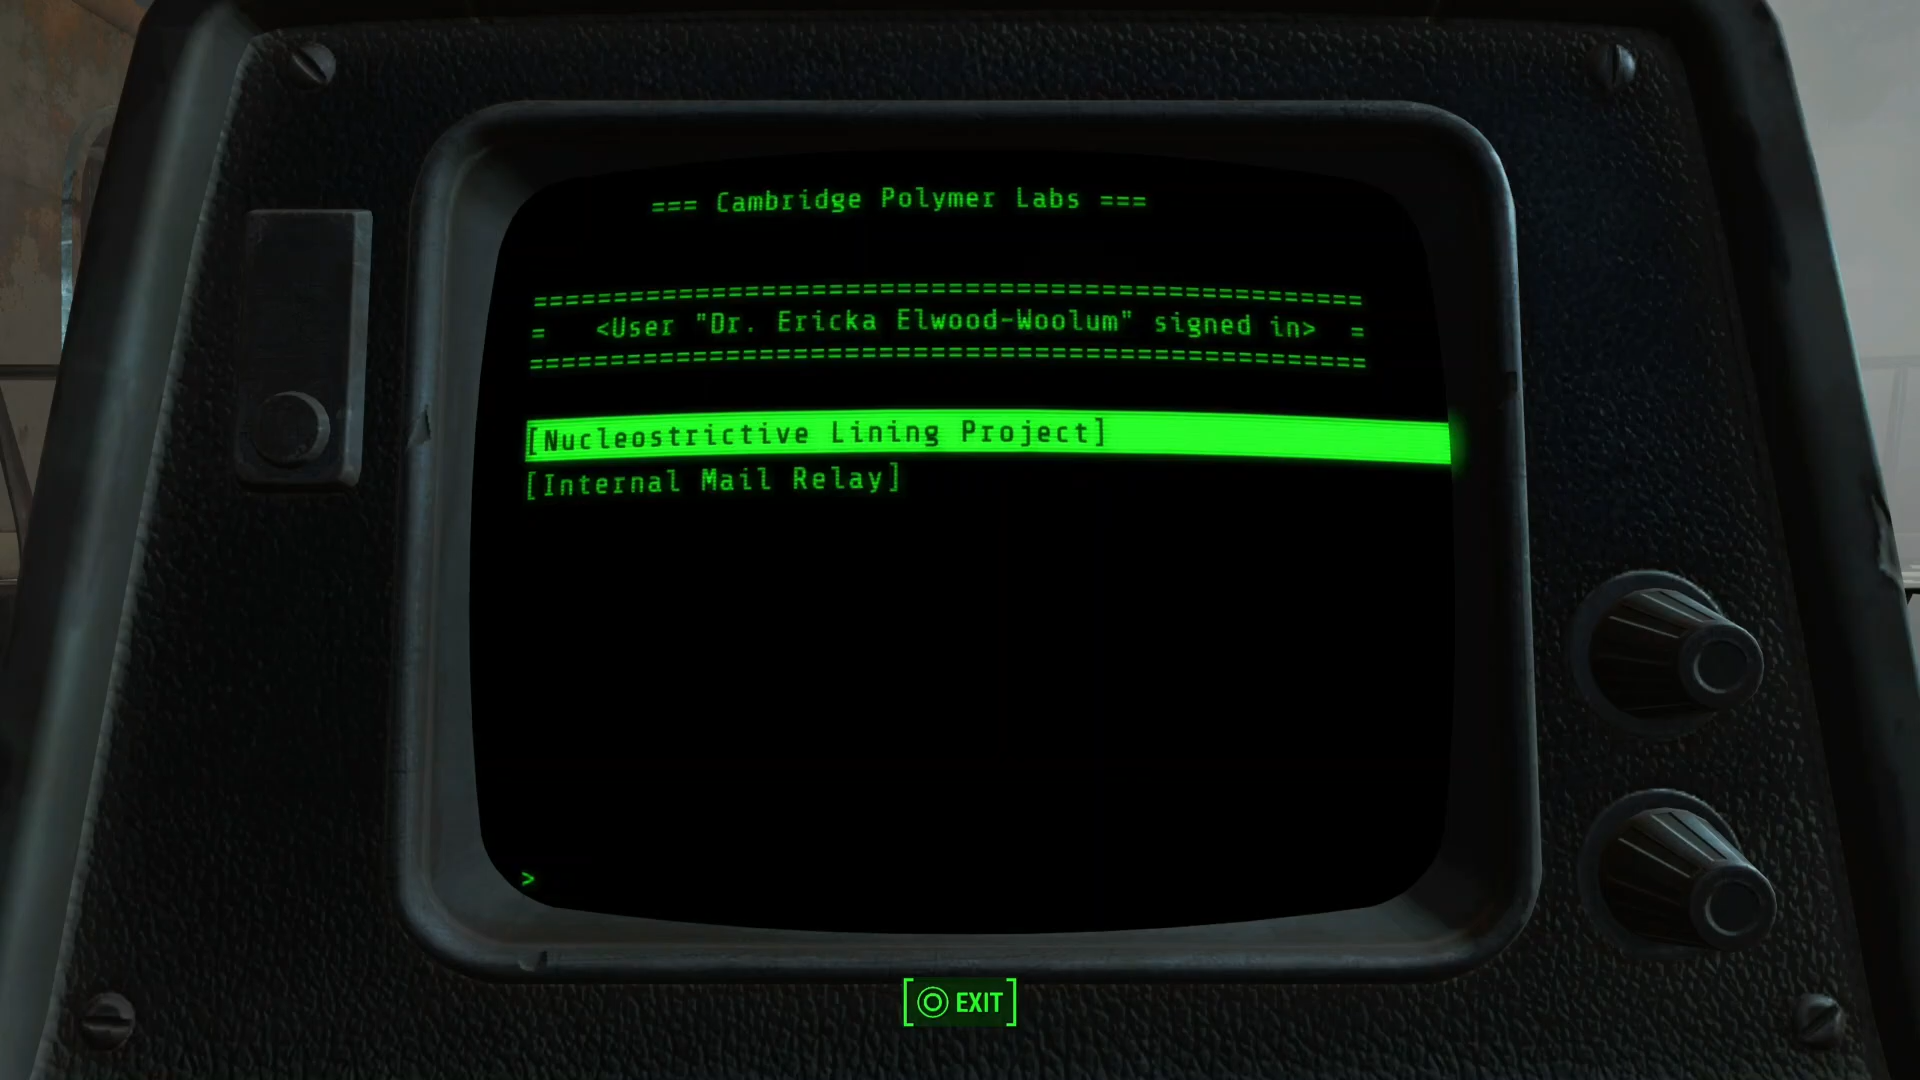 === Cambridge Polymer Labs ===
====================================================
= <User "Dr. Ericka Elwood-Woolum" signed in> =
====================================================
[Nucleostrictive Lining Project]
[Internal Mail Relay]
>
[EXIT]